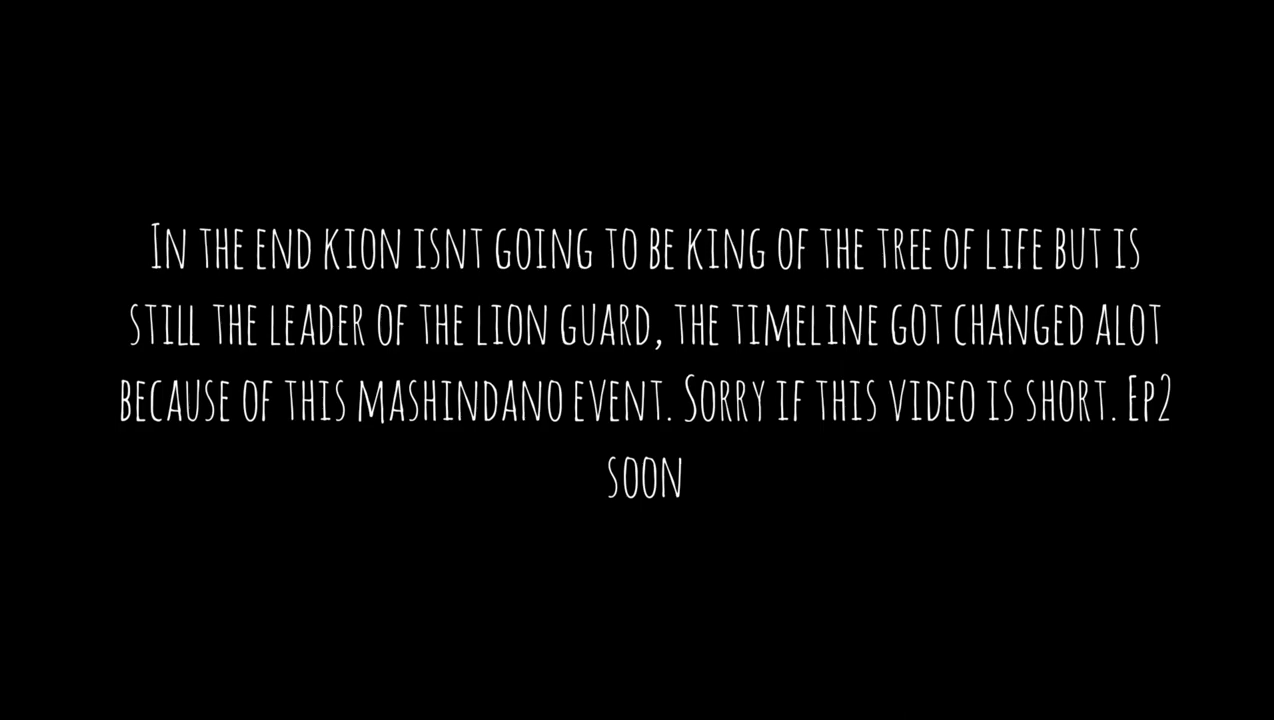 In the end kion isnt going to be king of the tree of life but is
still the leader of the lion guard, the timeline got changed alot
because of this mashindano event. Sorry if this video is short. Ep2
soon